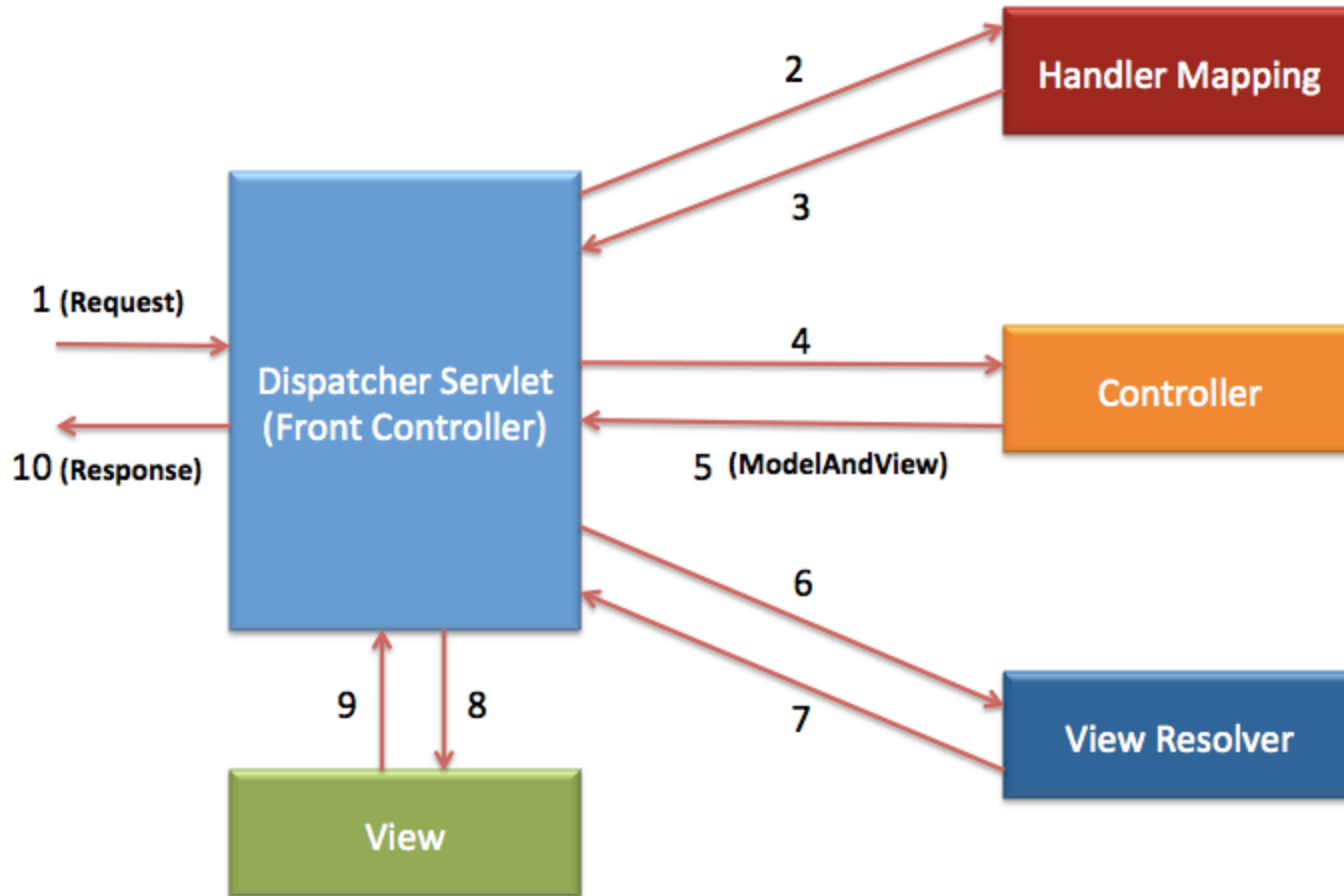 2
Handler Mapping
3
1 (Request)
Dispatcher Servlet
(Front Controller)
4
Controller
10 (Response)
5 (ModelAndView)
6
9
8
7
View Resolver
View